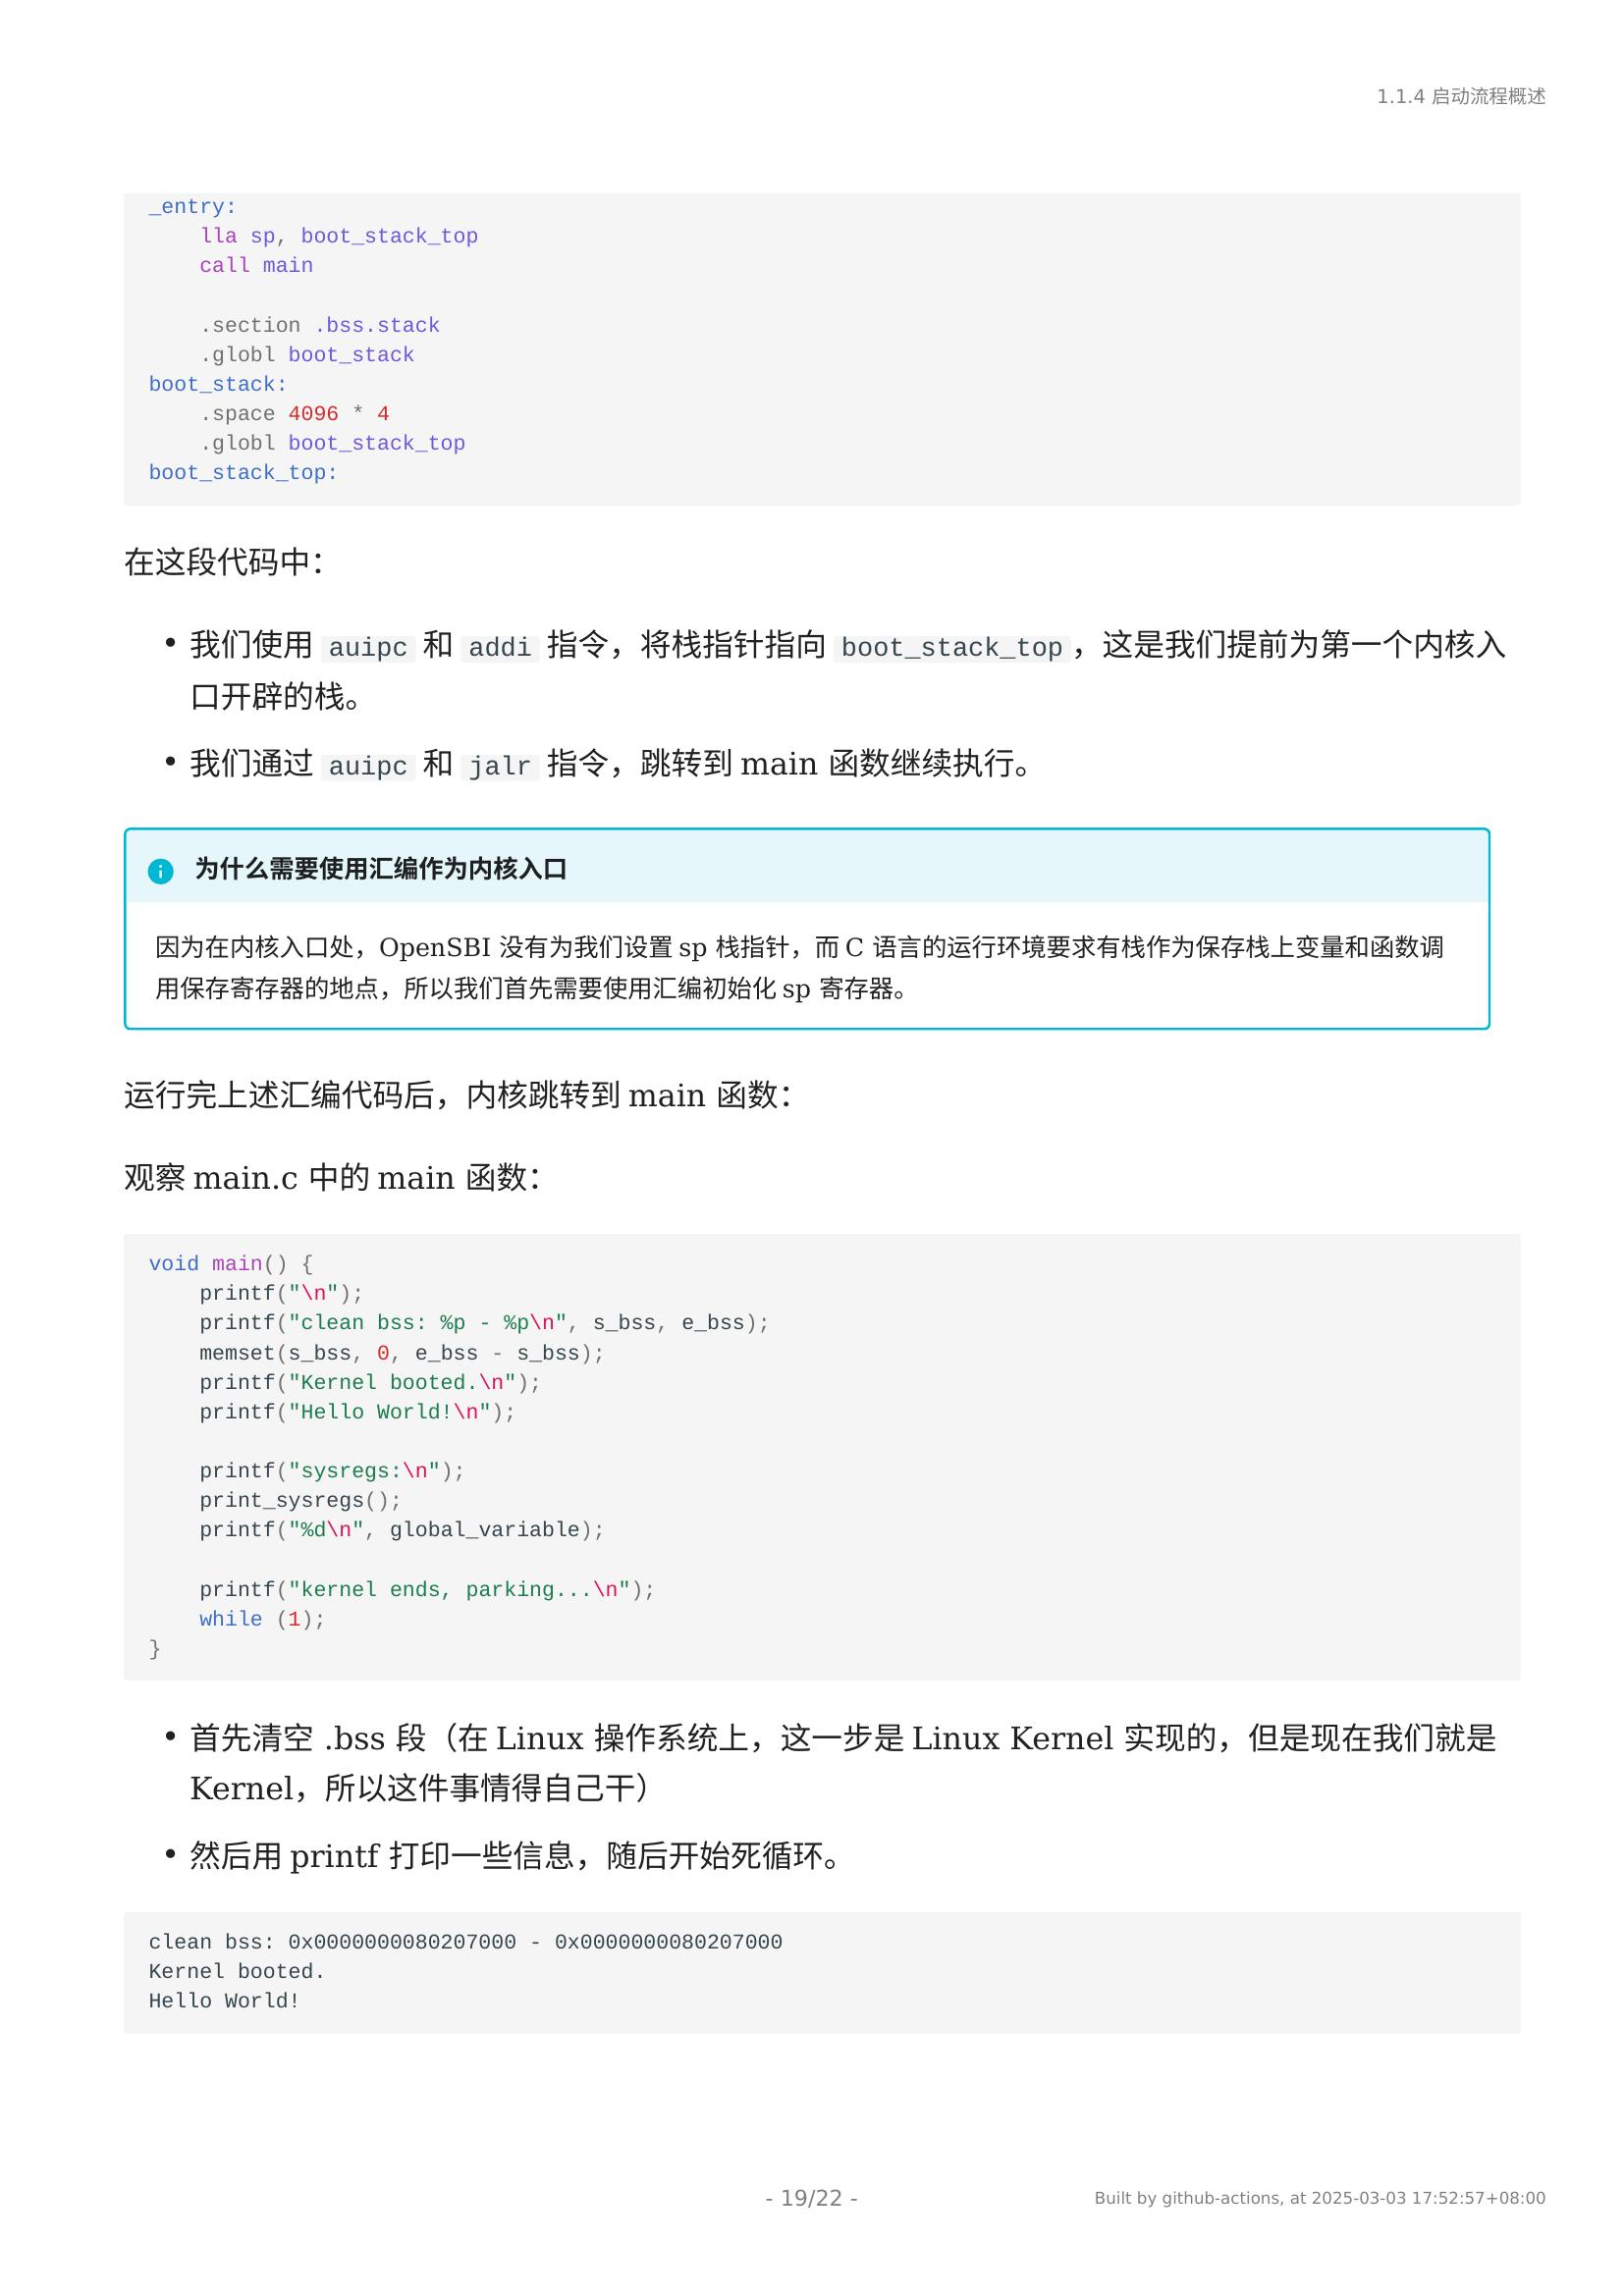 1.1.4 启动流程概述
_entry:
    lla sp, boot_stack_top
    call main

    .section .bss.stack
    .globl boot_stack
boot_stack:
    .space 4096 * 4
    .globl boot_stack_top
boot_stack_top:
在这段代码中：
• 我们使用 auipc 和 addi 指令，将栈指针指向 boot_stack_top，这是我们提前为第一个内核入
口开辟的栈。
• 我们通过 auipc 和 jalr 指令，跳转到 main 函数继续执行。
为什么需要使用汇编作为内核入口
因为在内核入口处，OpenSBI 没有为我们设置 sp 栈指针，而 C 语言的运行环境要求有栈作为保存栈上变量和函数调
用保存寄存器的地点，所以我们首先需要使用汇编初始化 sp 寄存器。
运行完上述汇编代码后，内核跳转到 main 函数：
观察 main.c 中的 main 函数：
void main() {
    printf("\n");
    printf("clean bss: %p - %p\n", s_bss, e_bss);
    memset(s_bss, 0, e_bss - s_bss);
    printf("Kernel booted.\n");
    printf("Hello World!\n");

    printf("sysregs:\n");
    print_sysregs();
    printf("%d\n", global_variable);

    printf("kernel ends, parking...\n");
    while (1);
}
• 首先清空 .bss 段（在 Linux 操作系统上，这一步是 Linux Kernel 实现的，但是现在我们就是
Kernel，所以这件事情得自己干）
• 然后用 printf 打印一些信息，随后开始死循环。
clean bss: 0x0000000080207000 - 0x0000000080207000
Kernel booted.
Hello World!
- 19/22 -
Built by github-actions, at 2025-03-03 17:52:57+08:00